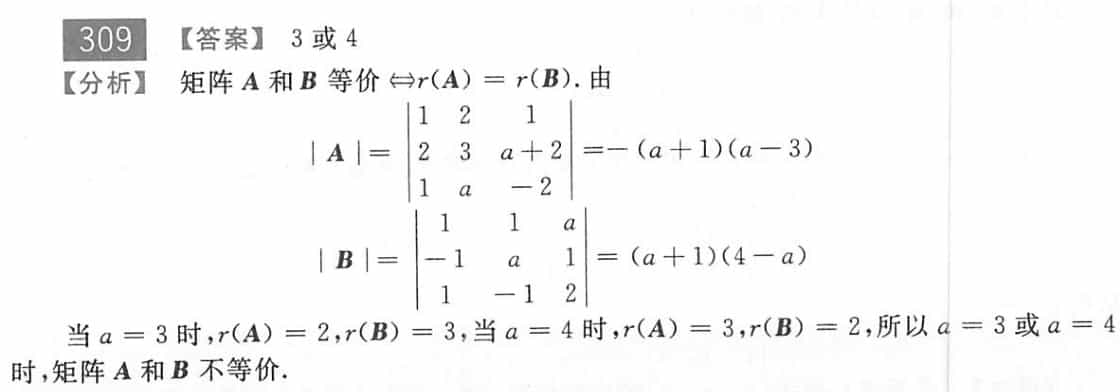 309 【答案】 3 或 4
【分析】 矩阵 A 和 B 等价 ⇔ r(A) = r(B). 由
| A | = | 1 2 1 |
| 2 3 a + 2 | = - (a + 1)(a - 3)
| 1 a - 2 |
| B | = | 1 1 a |
| - 1 a 1 | = (a + 1)(4 - a)
| 1 - 1 2 |
当 a = 3 时, r(A) = 2, r(B) = 3, 当 a = 4 时, r(A) = 3, r(B) = 2, 所以 a = 3 或 a = 4
时, 矩阵 A 和 B 不等价.